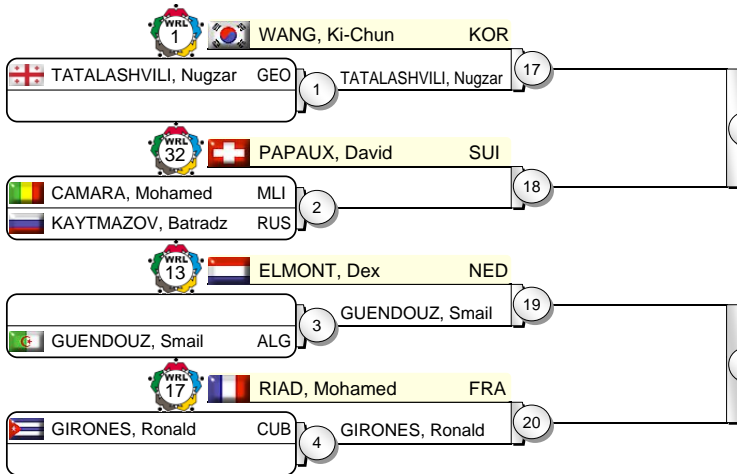 WRL
1
WANG, Ki-Chun KOR
TATALASHVILI, Nugzar GEO
1
TATALASHVILI, Nugzar
17
WRL
32
PAPAUX, David SUI
CAMARA, Mohamed MLI
2
18
KAYTMAZOV, Batradz RUS
WRL
13
ELMONT, Dex NED
3
GUENDOUZ, Smail
19
GUENDOUZ, Smail ALG
WRL
17
RIAD, Mohamed FRA
GIRONES, Ronald CUB
4
GIRONES, Ronald
20